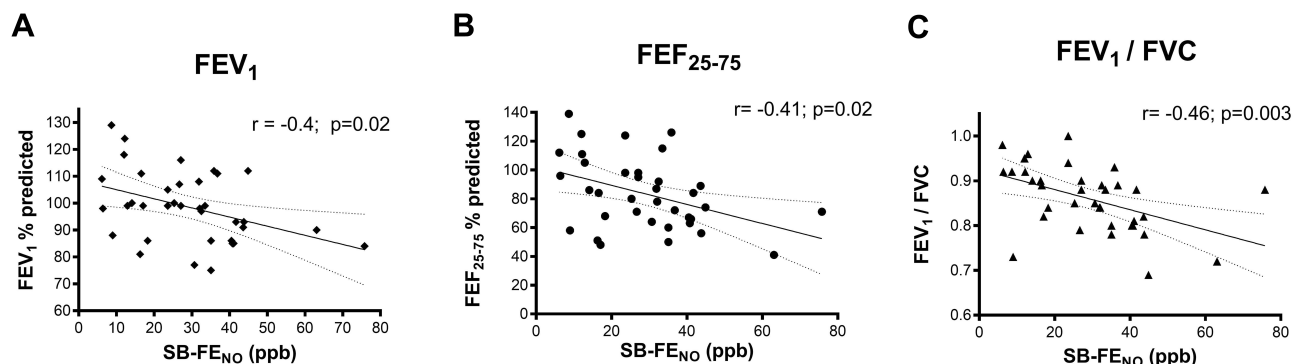 A
FEV₁
r = -0.4; p=0.02
FEV₁ % predicted
130
120
110
100
90
80
70
60
0 10 20 30 40 50 60 70 80
SB-FE_NO (ppb)
B
FEF₂₅₋₇₅
r= -0.41; p=0.02
FEF₂₅₋₇₅ % predicted
140
120
100
80
60
40
20
0
0 20 40 60 80
SB-FE_NO (ppb)
C
FEV₁ / FVC
r= -0.46; p=0.003
FEV₁ / FVC
1.0
0.9
0.8
0.7
0.6
0 20 40 60 80
SB-FE_NO (ppb)